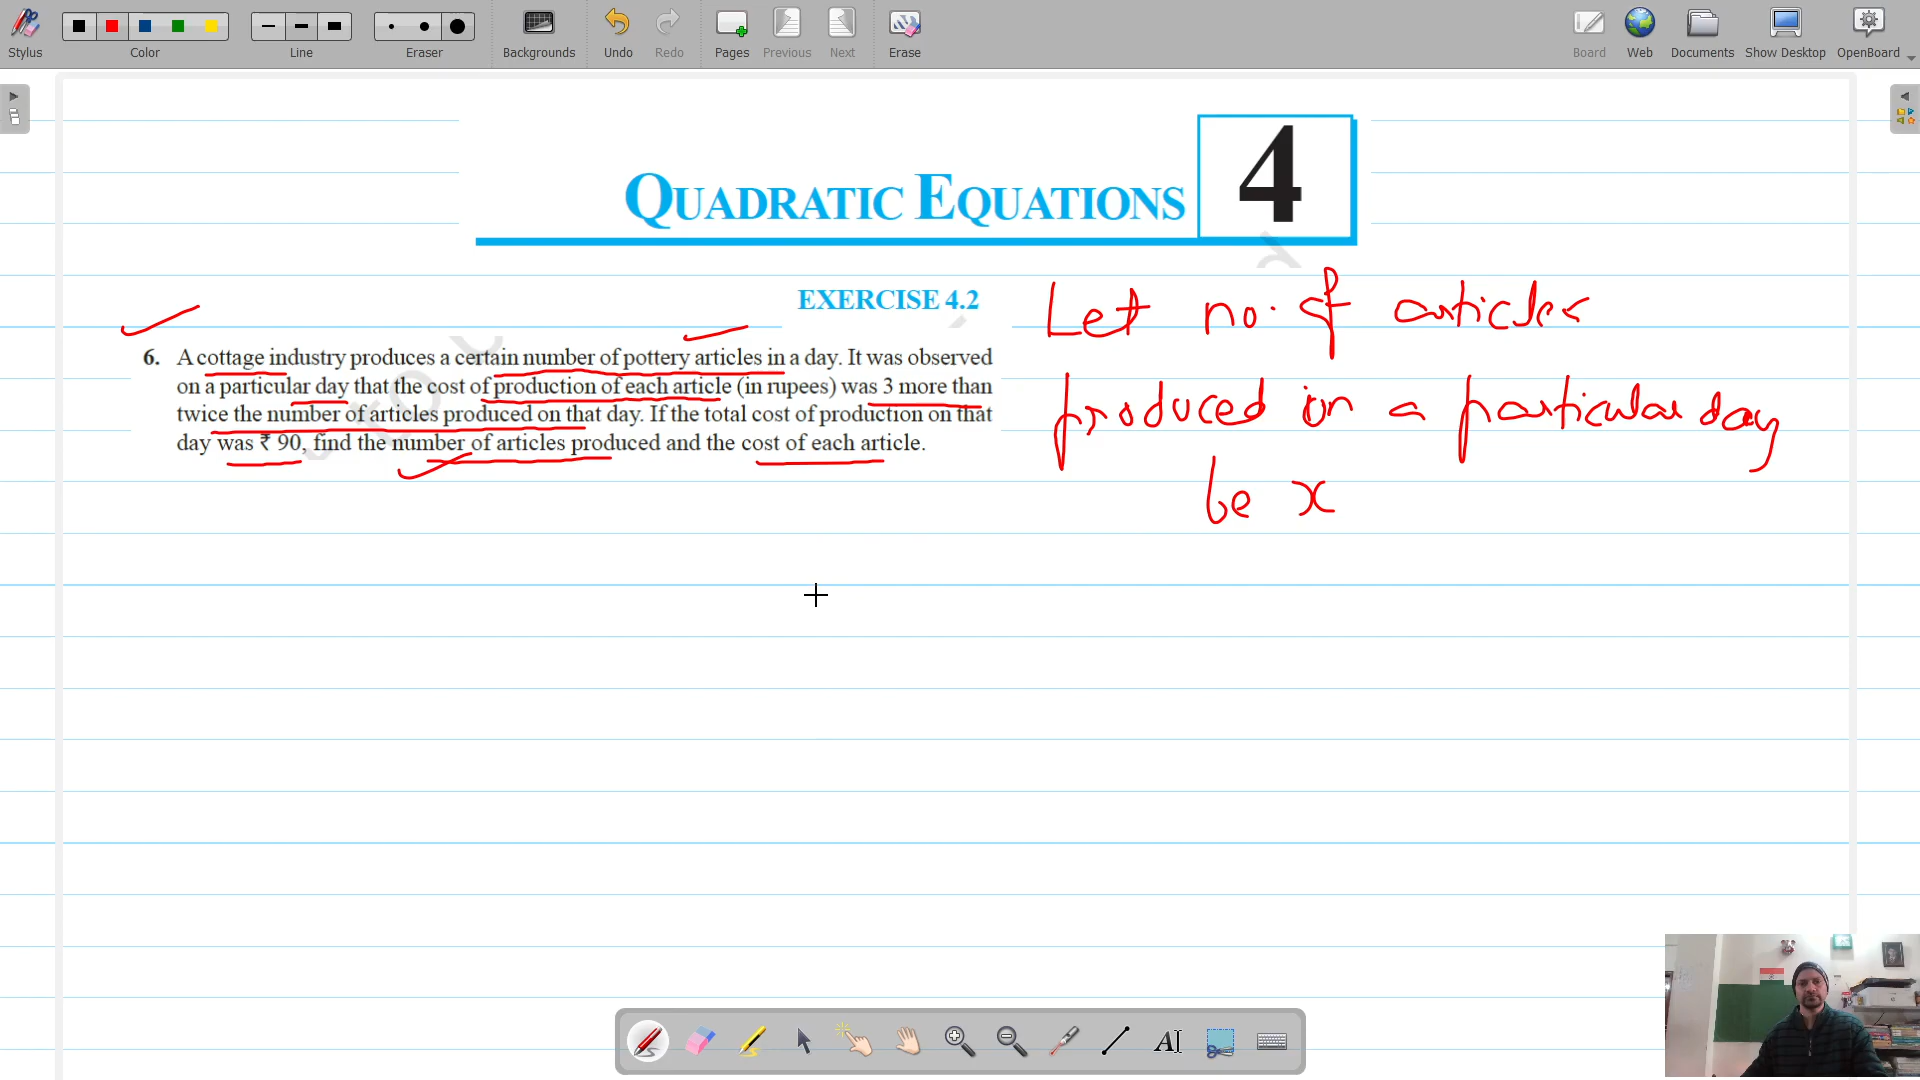 Stylus
Color
Line
Eraser
Backgrounds
Undo
Redo
Pages
Previous
Next
Erase
Board
Web
Documents
Show Desktop
OpenBoard
QUADRATIC EQUATIONS
4
EXERCISE 4.2
6. A cottage industry produces a certain number of pottery articles in a day. It was observed
on a particular day that the cost of production of each article (in rupees) was 3 more than
twice the number of articles produced on that day. If the total cost of production on that
day was ₹ 90, find the number of articles produced and the cost of each article.
Let no. of articles
produced on a particular day
be x